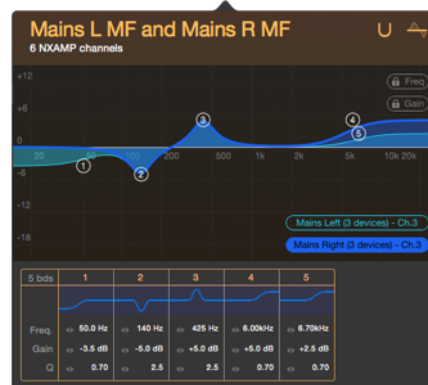 Mains L MF and Mains R MF
6 NXAMP channels
+12
Freq
+6
Gain
0
20 50 100 200 500 1k 2k 5k 10k 20k
-6
-12
-18
1 2 3 4 5
Mains Left (3 devices) - Ch.3
Mains Right (3 devices) - Ch.3
5 bds 1 2 3 4 5
Freq. 50.0 Hz 140 Hz 425 Hz 6.00kHz 6.70kHz
Gain -3.5 dB -5.0 dB +5.0 dB +5.0 dB +2.5 dB
Q 0.70 2.5 2.5 0.70 0.70